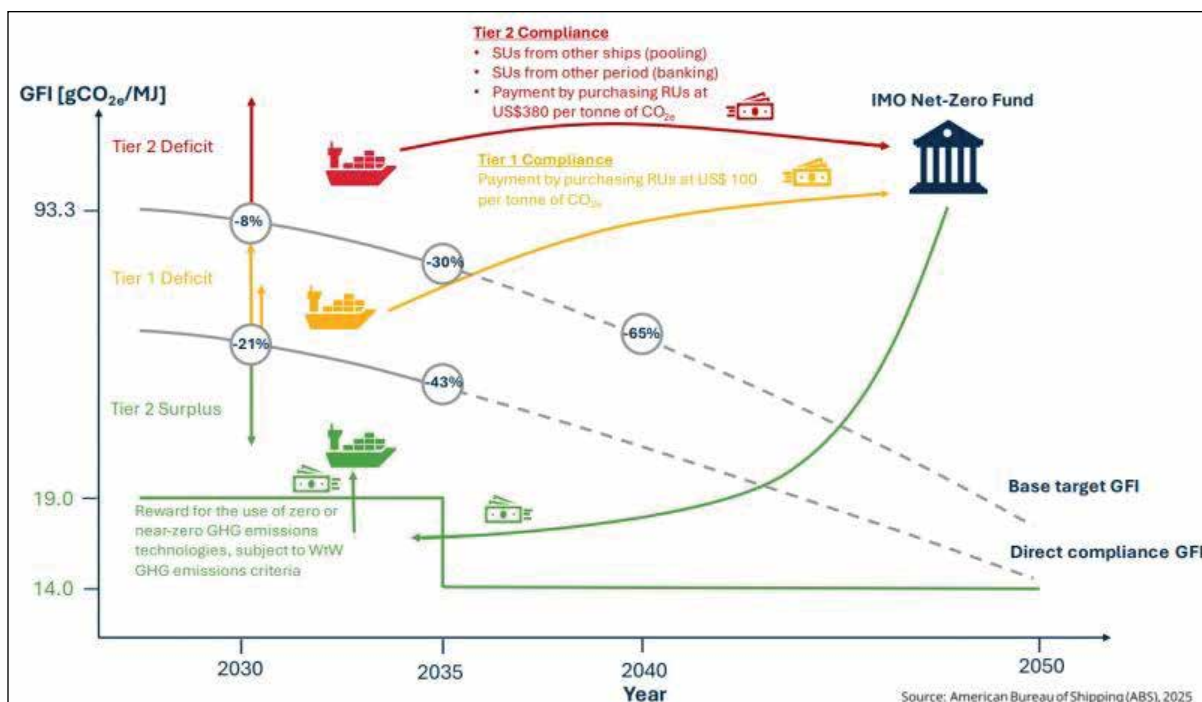 Tier 2 Compliance
• SUs from other ships (pooling)
• SUs from other period (banking)
• Payment by purchasing RUs at
US$380 per tonne of CO2e
GFI [gCO2e/MJ]
IMO Net-Zero Fund
Tier 2 Deficit
Tier 1 Compliance
Payment by purchasing RUs at US$ 100
per tonne of CO2e
93.3
-8%
-30%
Tier 1 Deficit
-65%
-21%
-43%
Tier 2 Surplus
19.0
Reward for the use of zero or
near-zero GHG emissions
technologies, subject to WtW
GHG emissions criteria
Base target GFI
Direct compliance GFI
14.0
2030
2035
2040
2050
Year
Source: American Bureau of Shipping (ABS), 2025